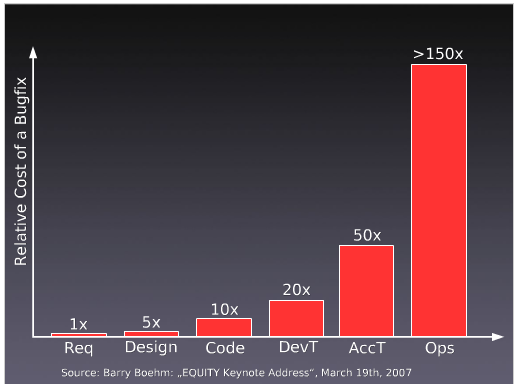 >150x
50x
20x
10x
5x
1x
Relative Cost of a Bugfix
Req Design Code DevT AccT Ops
Source: Barry Boehm: „EQUITY Keynote Address“, March 19th, 2007